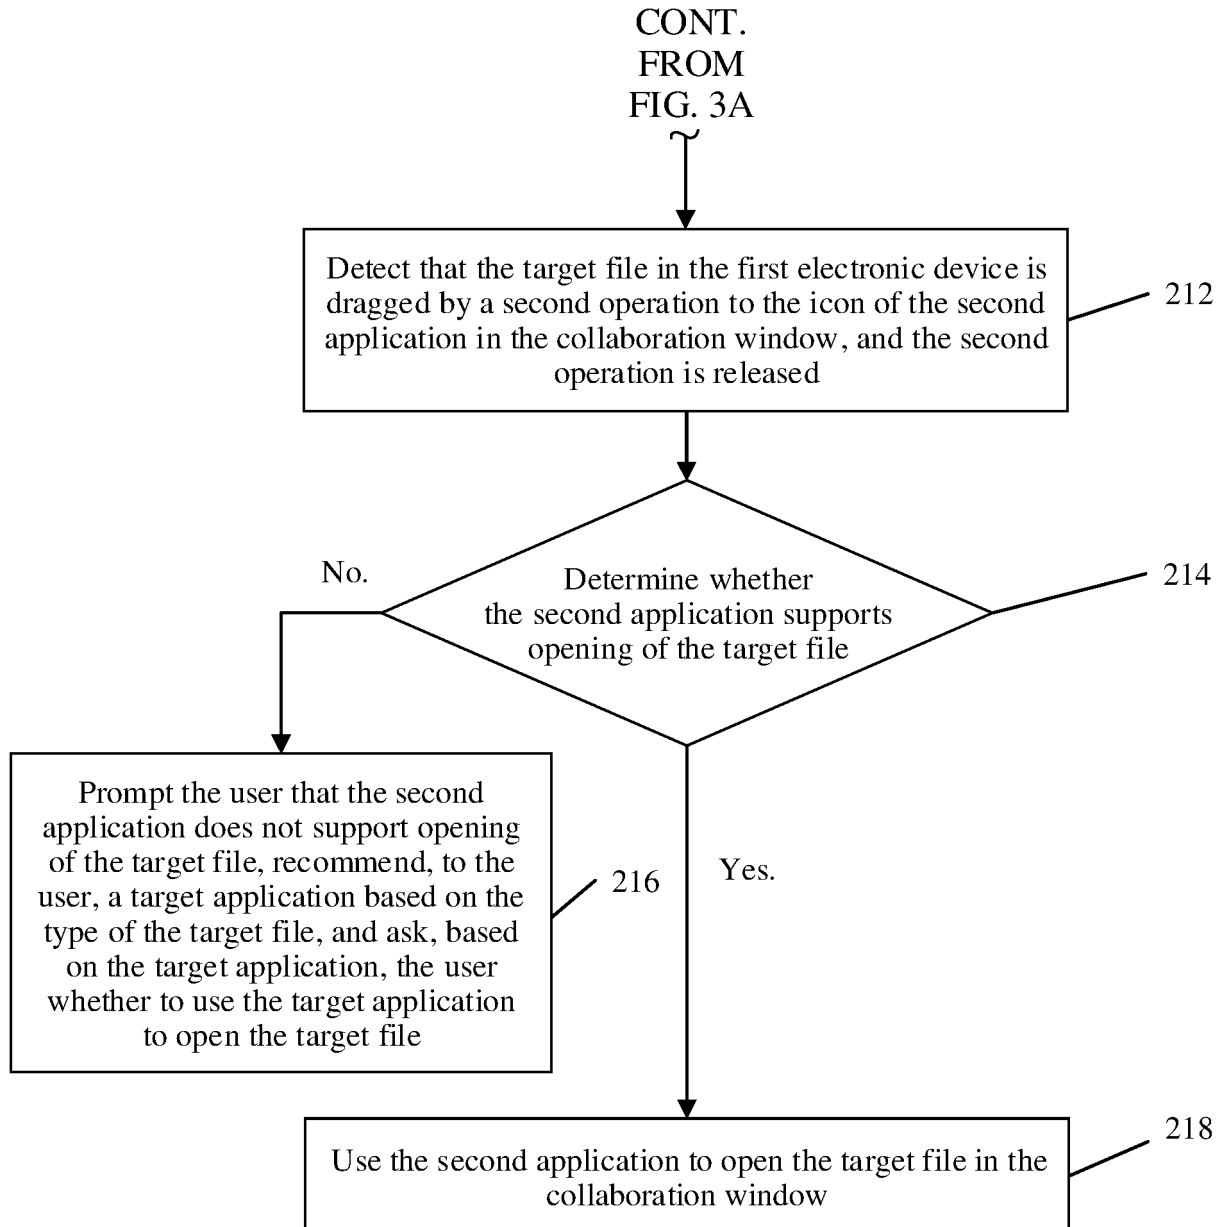 CONT.
FROM
FIG. 3A
Detect that the target file in the first electronic device is
dragged by a second operation to the icon of the second
application in the collaboration window, and the second
operation is released
212
No.
Determine whether
the second application supports
opening of the target file
214
Prompt the user that the second
application does not support opening
of the target file, recommend, to the
user, a target application based on the
type of the target file, and ask, based
on the target application, the user
whether to use the target application
to open the target file
216
Yes.
Use the second application to open the target file in the
collaboration window
218